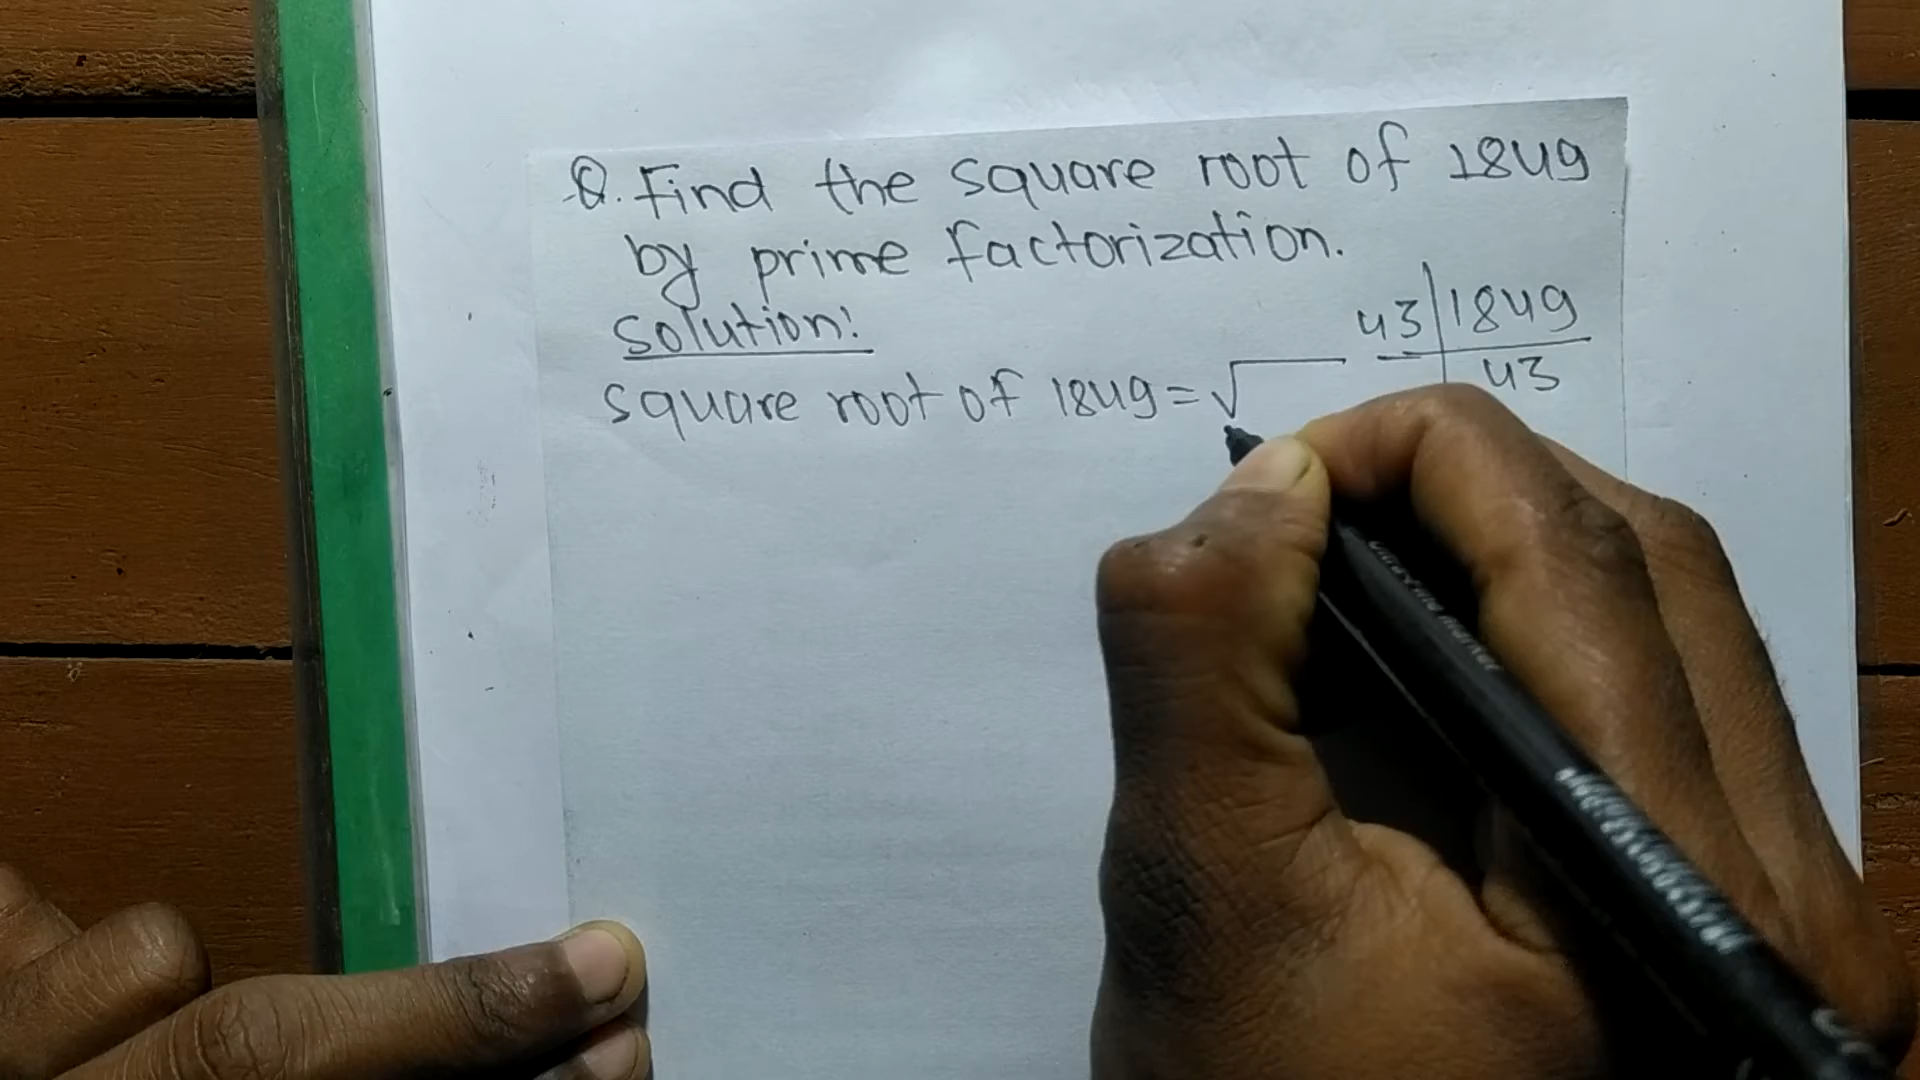 Q. Find the square root of 1849
by prime factorization.
Solution:
43 | 1849
43
square root of 1849 = √